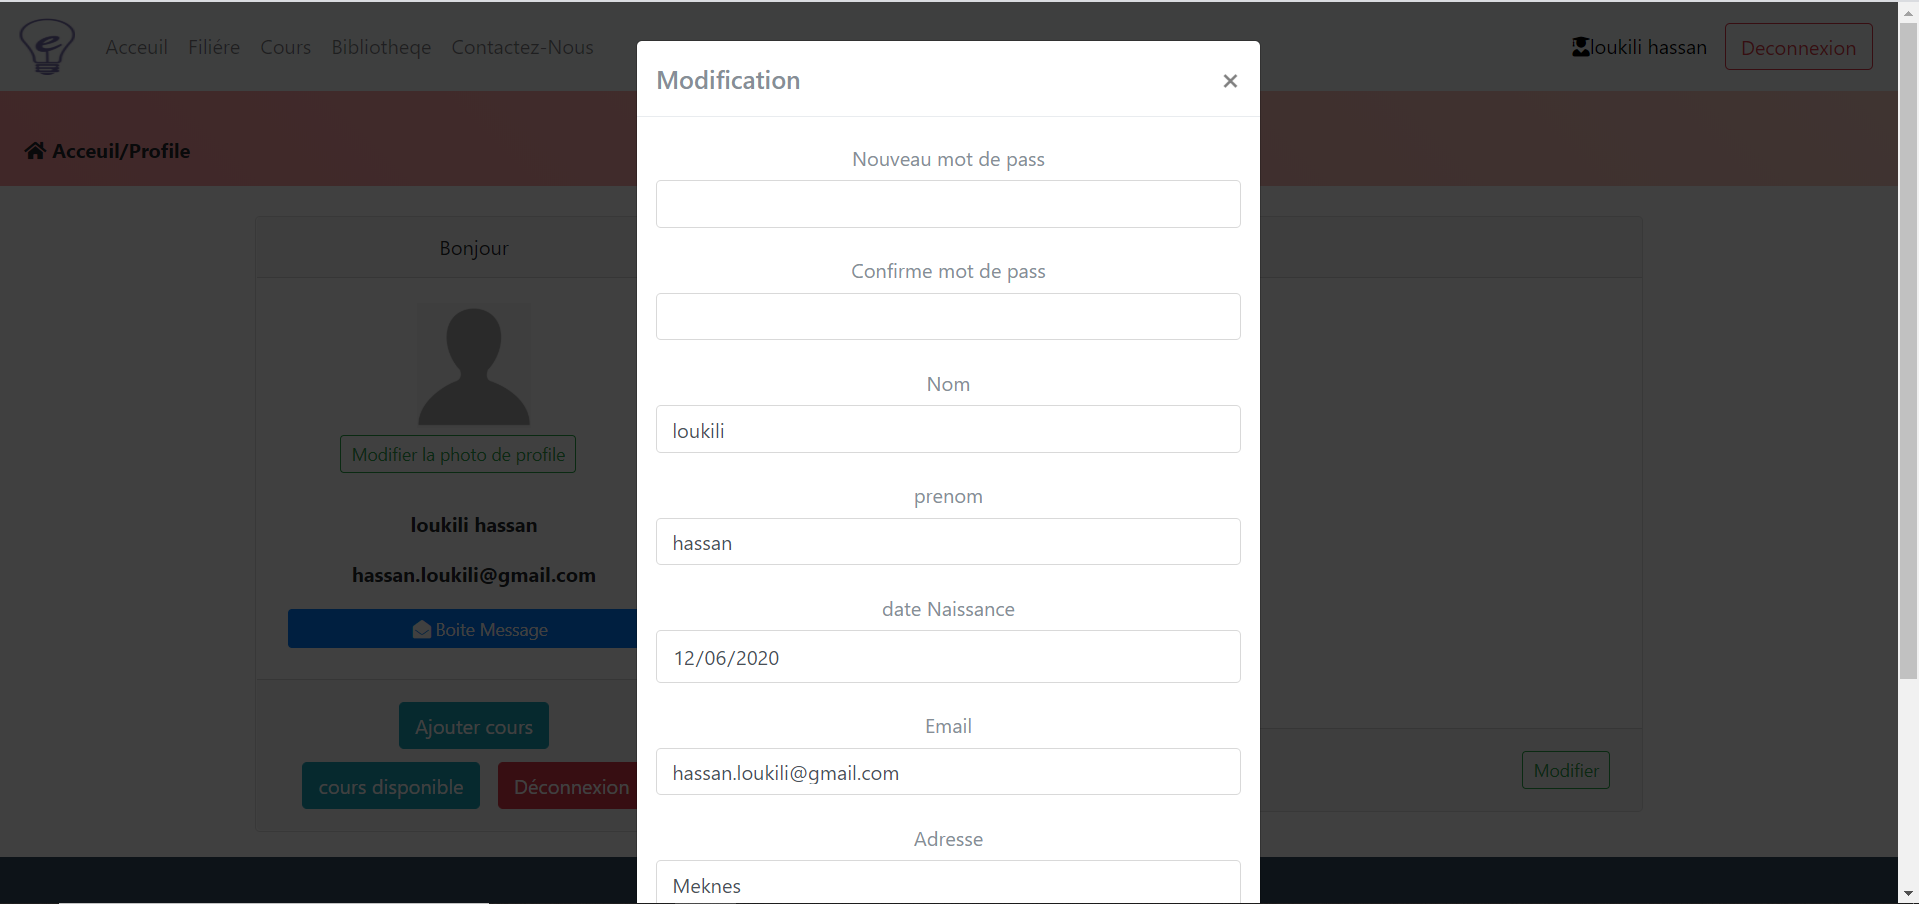 Acceuil Filiére Cours Bibliotheqe Contactez-Nous
loukili hassan
Deconnexion
Acceuil/Profile
Bonjour
Modifier la photo de profile
loukili hassan
hassan.loukili@gmail.com
Boite Message
Ajouter cours
cours disponible
Déconnexion
Modification
×
Nouveau mot de pass
Confirme mot de pass
Nom
loukili
prenom
hassan
date Naissance
12/06/2020
Email
hassan.loukili@gmail.com
Adresse
Meknes
Modifier